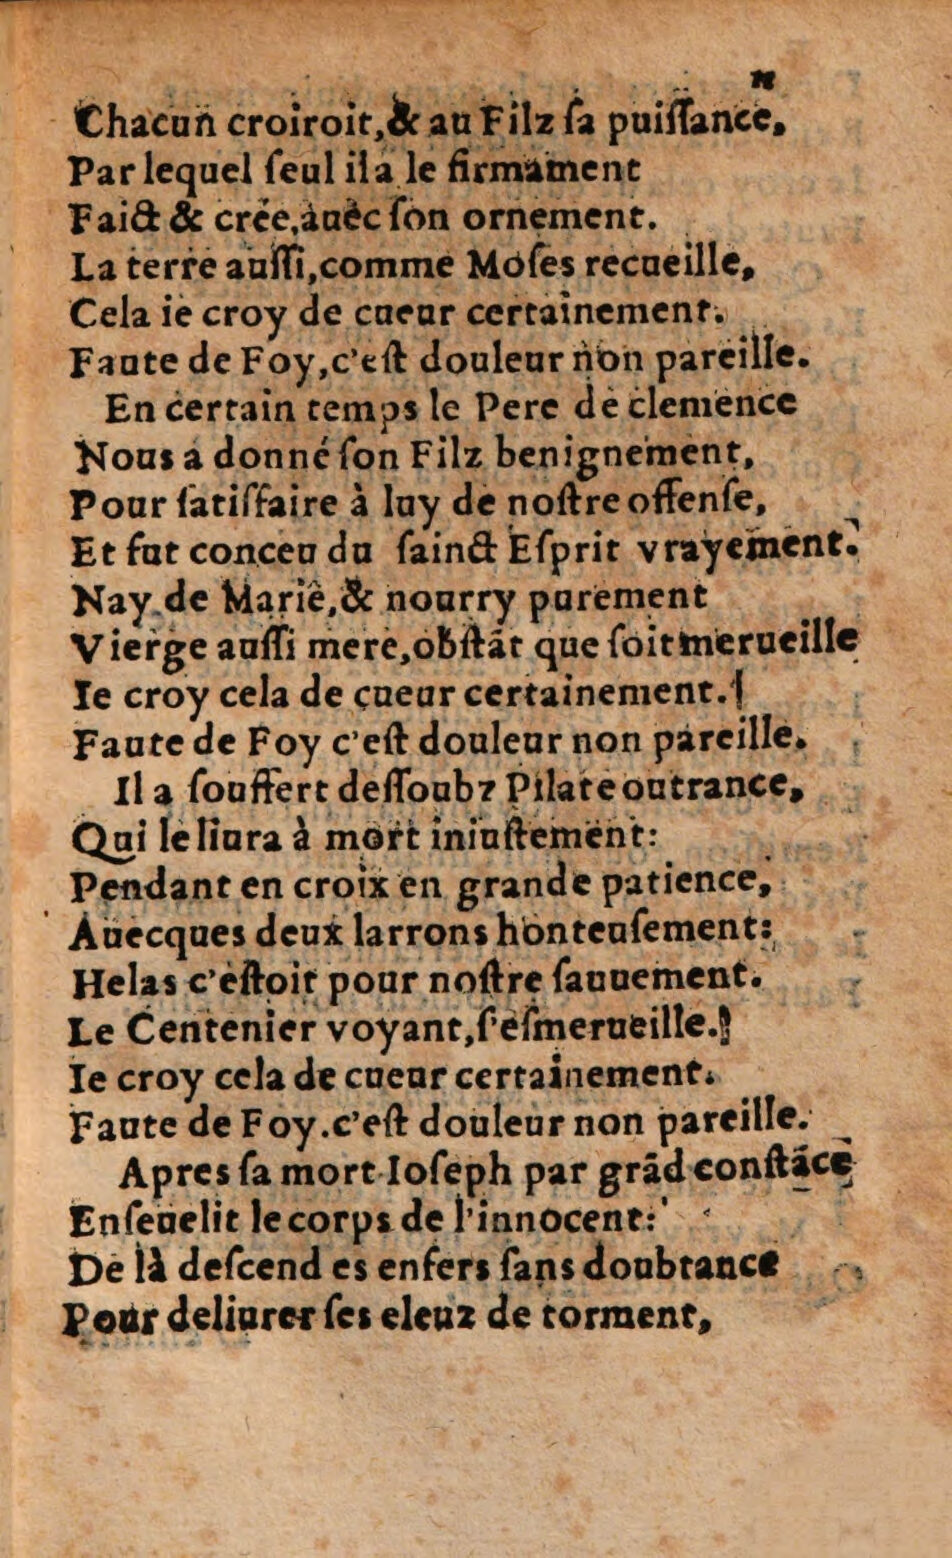 Chacun croiroit,& au Filz ſa puiſſance,
Par lequel ſeul il a le firmament
Faict & crée,auec ſon ornement.
La terre auſſi,comme Moſes recueille,
Cela ie croy de cueur certainement.
Faute de Foy,c'eſt douleur non pareille.
En certain temps le Pere de clemence
Nous a donné ſon Filz benignement,
Pour ſatiſfaire à luy de noſtre offenſe,
Et fut conceu du ſainct Eſprit vrayement.
Nay de Marie,& nourry purement
Vierge auſſi mere,obſtāt que ſoit merueille
Ie croy cela de cueur certainement.
Faute de Foy c'eſt douleur non pareille.
Il a ſouffert deſſoubz Pilate outrance,
Qui le liura à mort iniuſtement:
Pendant en croix en grande patience,
Auecques deux larrons honteuſement:
Helas c'eſtoit pour noſtre ſauuement.
Le Centenier voyant,ſ'eſmerueille.
Ie croy cela de cueur certainement.
Faute de Foy.c'eſt douleur non pareille.
Apres ſa mort Ioſeph par grād conſtāce
Enſeuelit le corps de l'innocent:
De là deſcend es enfers ſans doubtance
Pour deliurer ſes eleuz de torment,